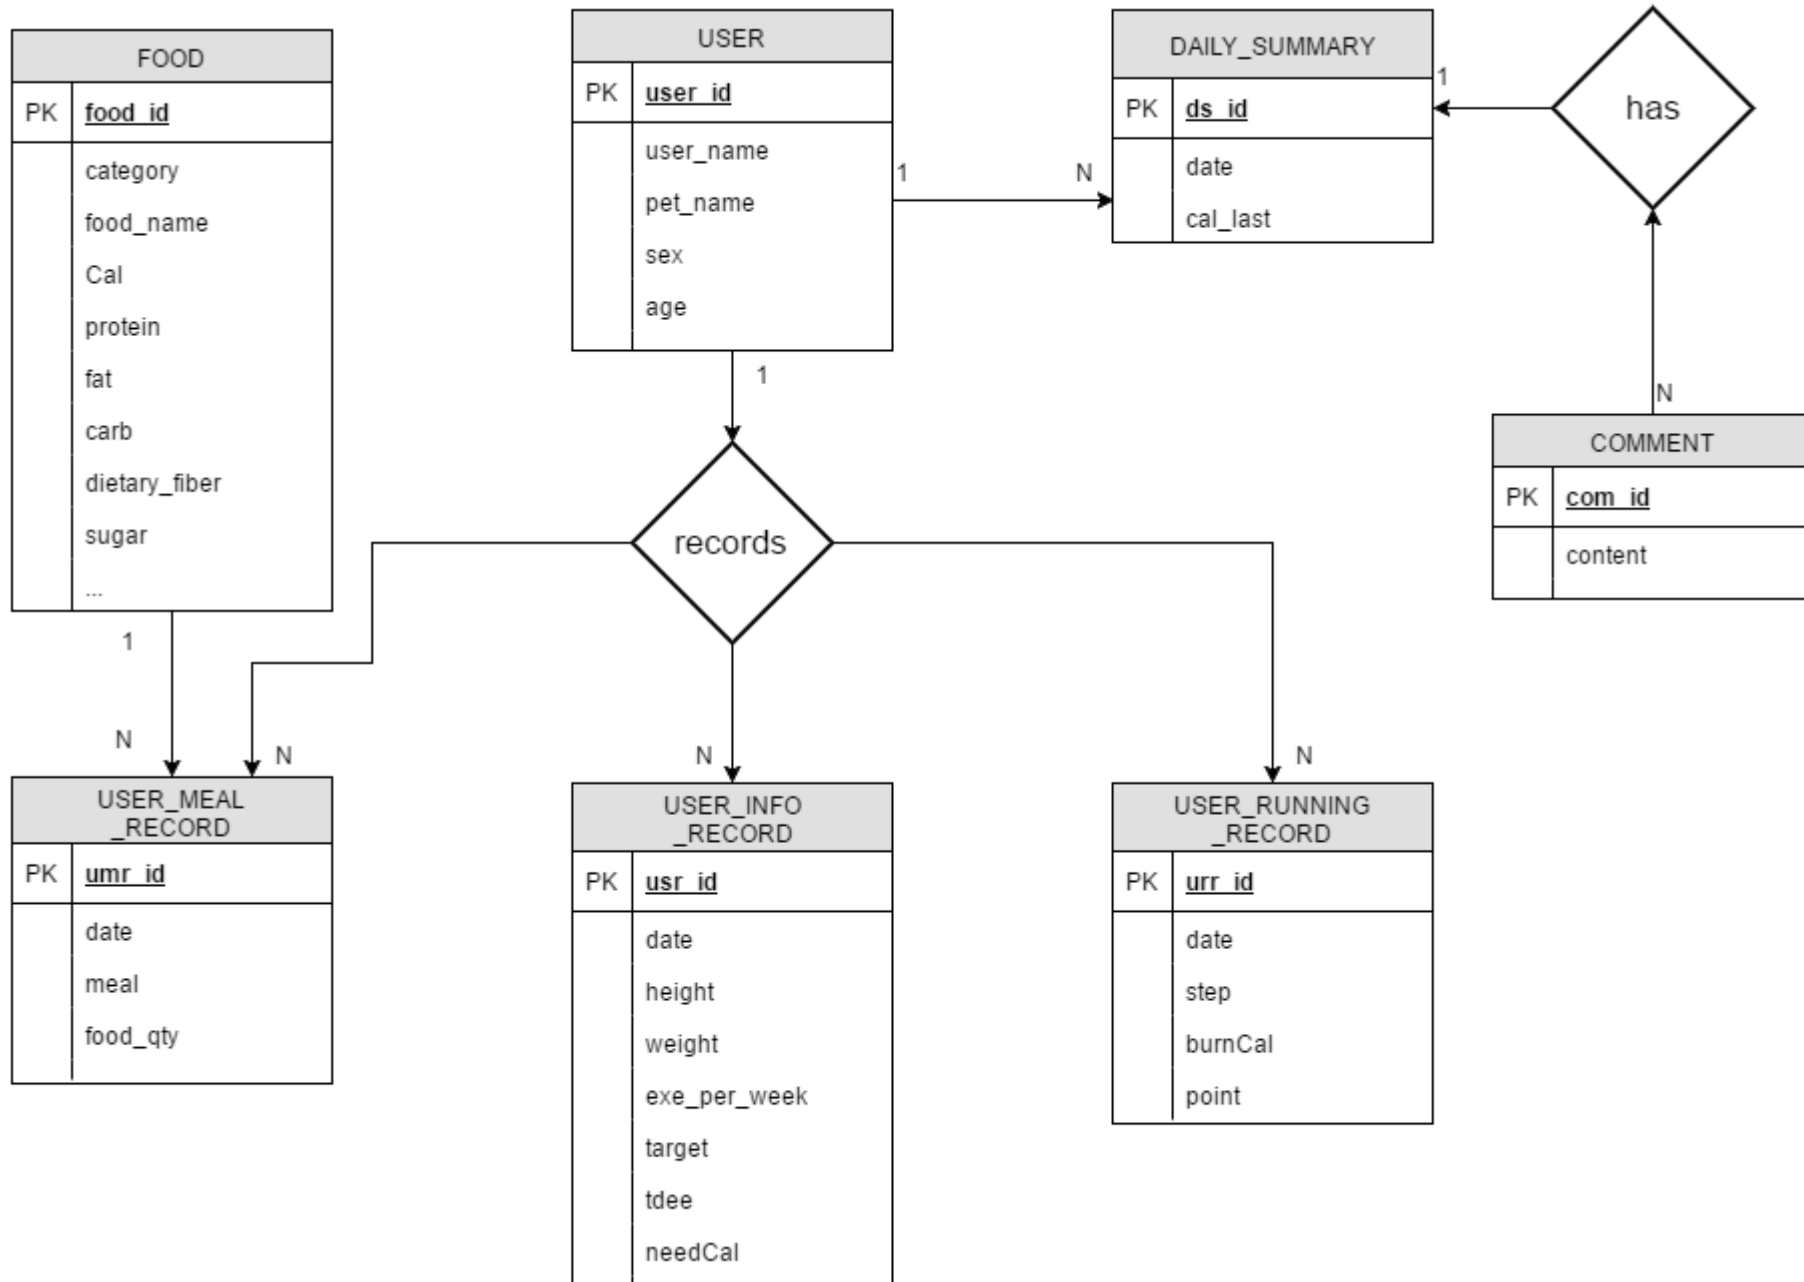 FOOD
PK food_id
category
food_name
Cal
protein
fat
carb
dietary_fiber
sugar
...
1
N
USER
PK user_id
user_name
pet_name
sex
age
1
N
1
DAILY_SUMMARY
PK ds_id
date
cal_last
1
has
N
COMMENT
PK com_id
content
records
N
N
N
USER_MEAL
_RECORD
PK umr_id
date
meal
food_qty
USER_INFO
_RECORD
PK usr_id
date
height
weight
exe_per_week
target
tdee
needCal
USER_RUNNING
_RECORD
PK urr_id
date
step
burnCal
point